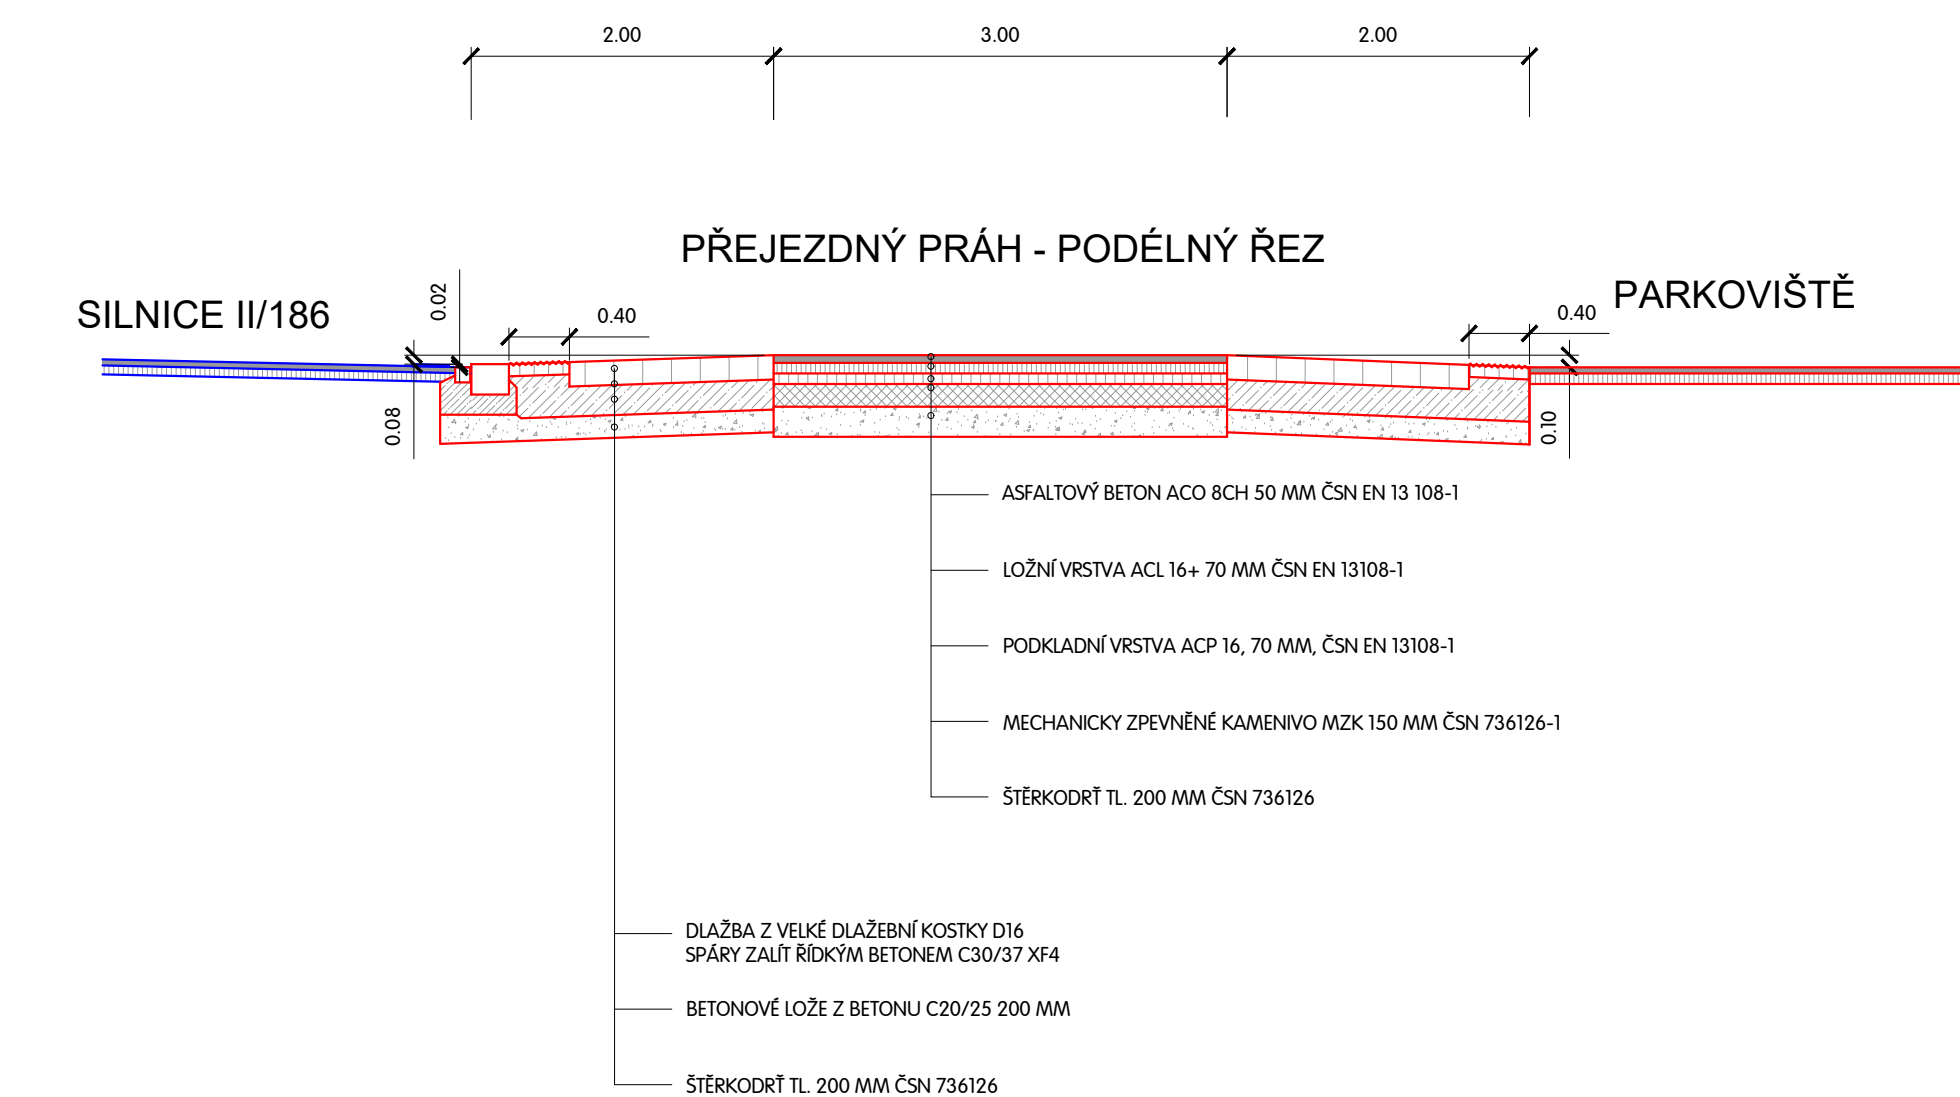 2.00
3.00
2.00
PŘEJEZDNÝ PRÁH - PODÉLNÝ ŘEZ
SILNICE II/186
PARKOVIŠTĚ
0.02
0.40
0.40
0.08
0.10
ASFALTOVÝ BETON ACO 8CH 50 MM ČSN EN 13 108-1
LOŽNÍ VRSTVA ACL 16+ 70 MM ČSN EN 13108-1
PODKLADNÍ VRSTVA ACP 16, 70 MM, ČSN EN 13108-1
MECHANICKY ZPEVNĚNÉ KAMENIVO MZK 150 MM ČSN 736126-1
ŠTĚRKODRŤ TL. 200 MM ČSN 736126
DLAŽBA Z VELKÉ DLAŽEBNÍ KOSTKY D16
SPÁRY ZALÍT ŘÍDKÝM BETONEM C30/37 XF4
BETONOVÉ LOŽE Z BETONU C20/25 200 MM
ŠTĚRKODRŤ TL. 200 MM ČSN 736126